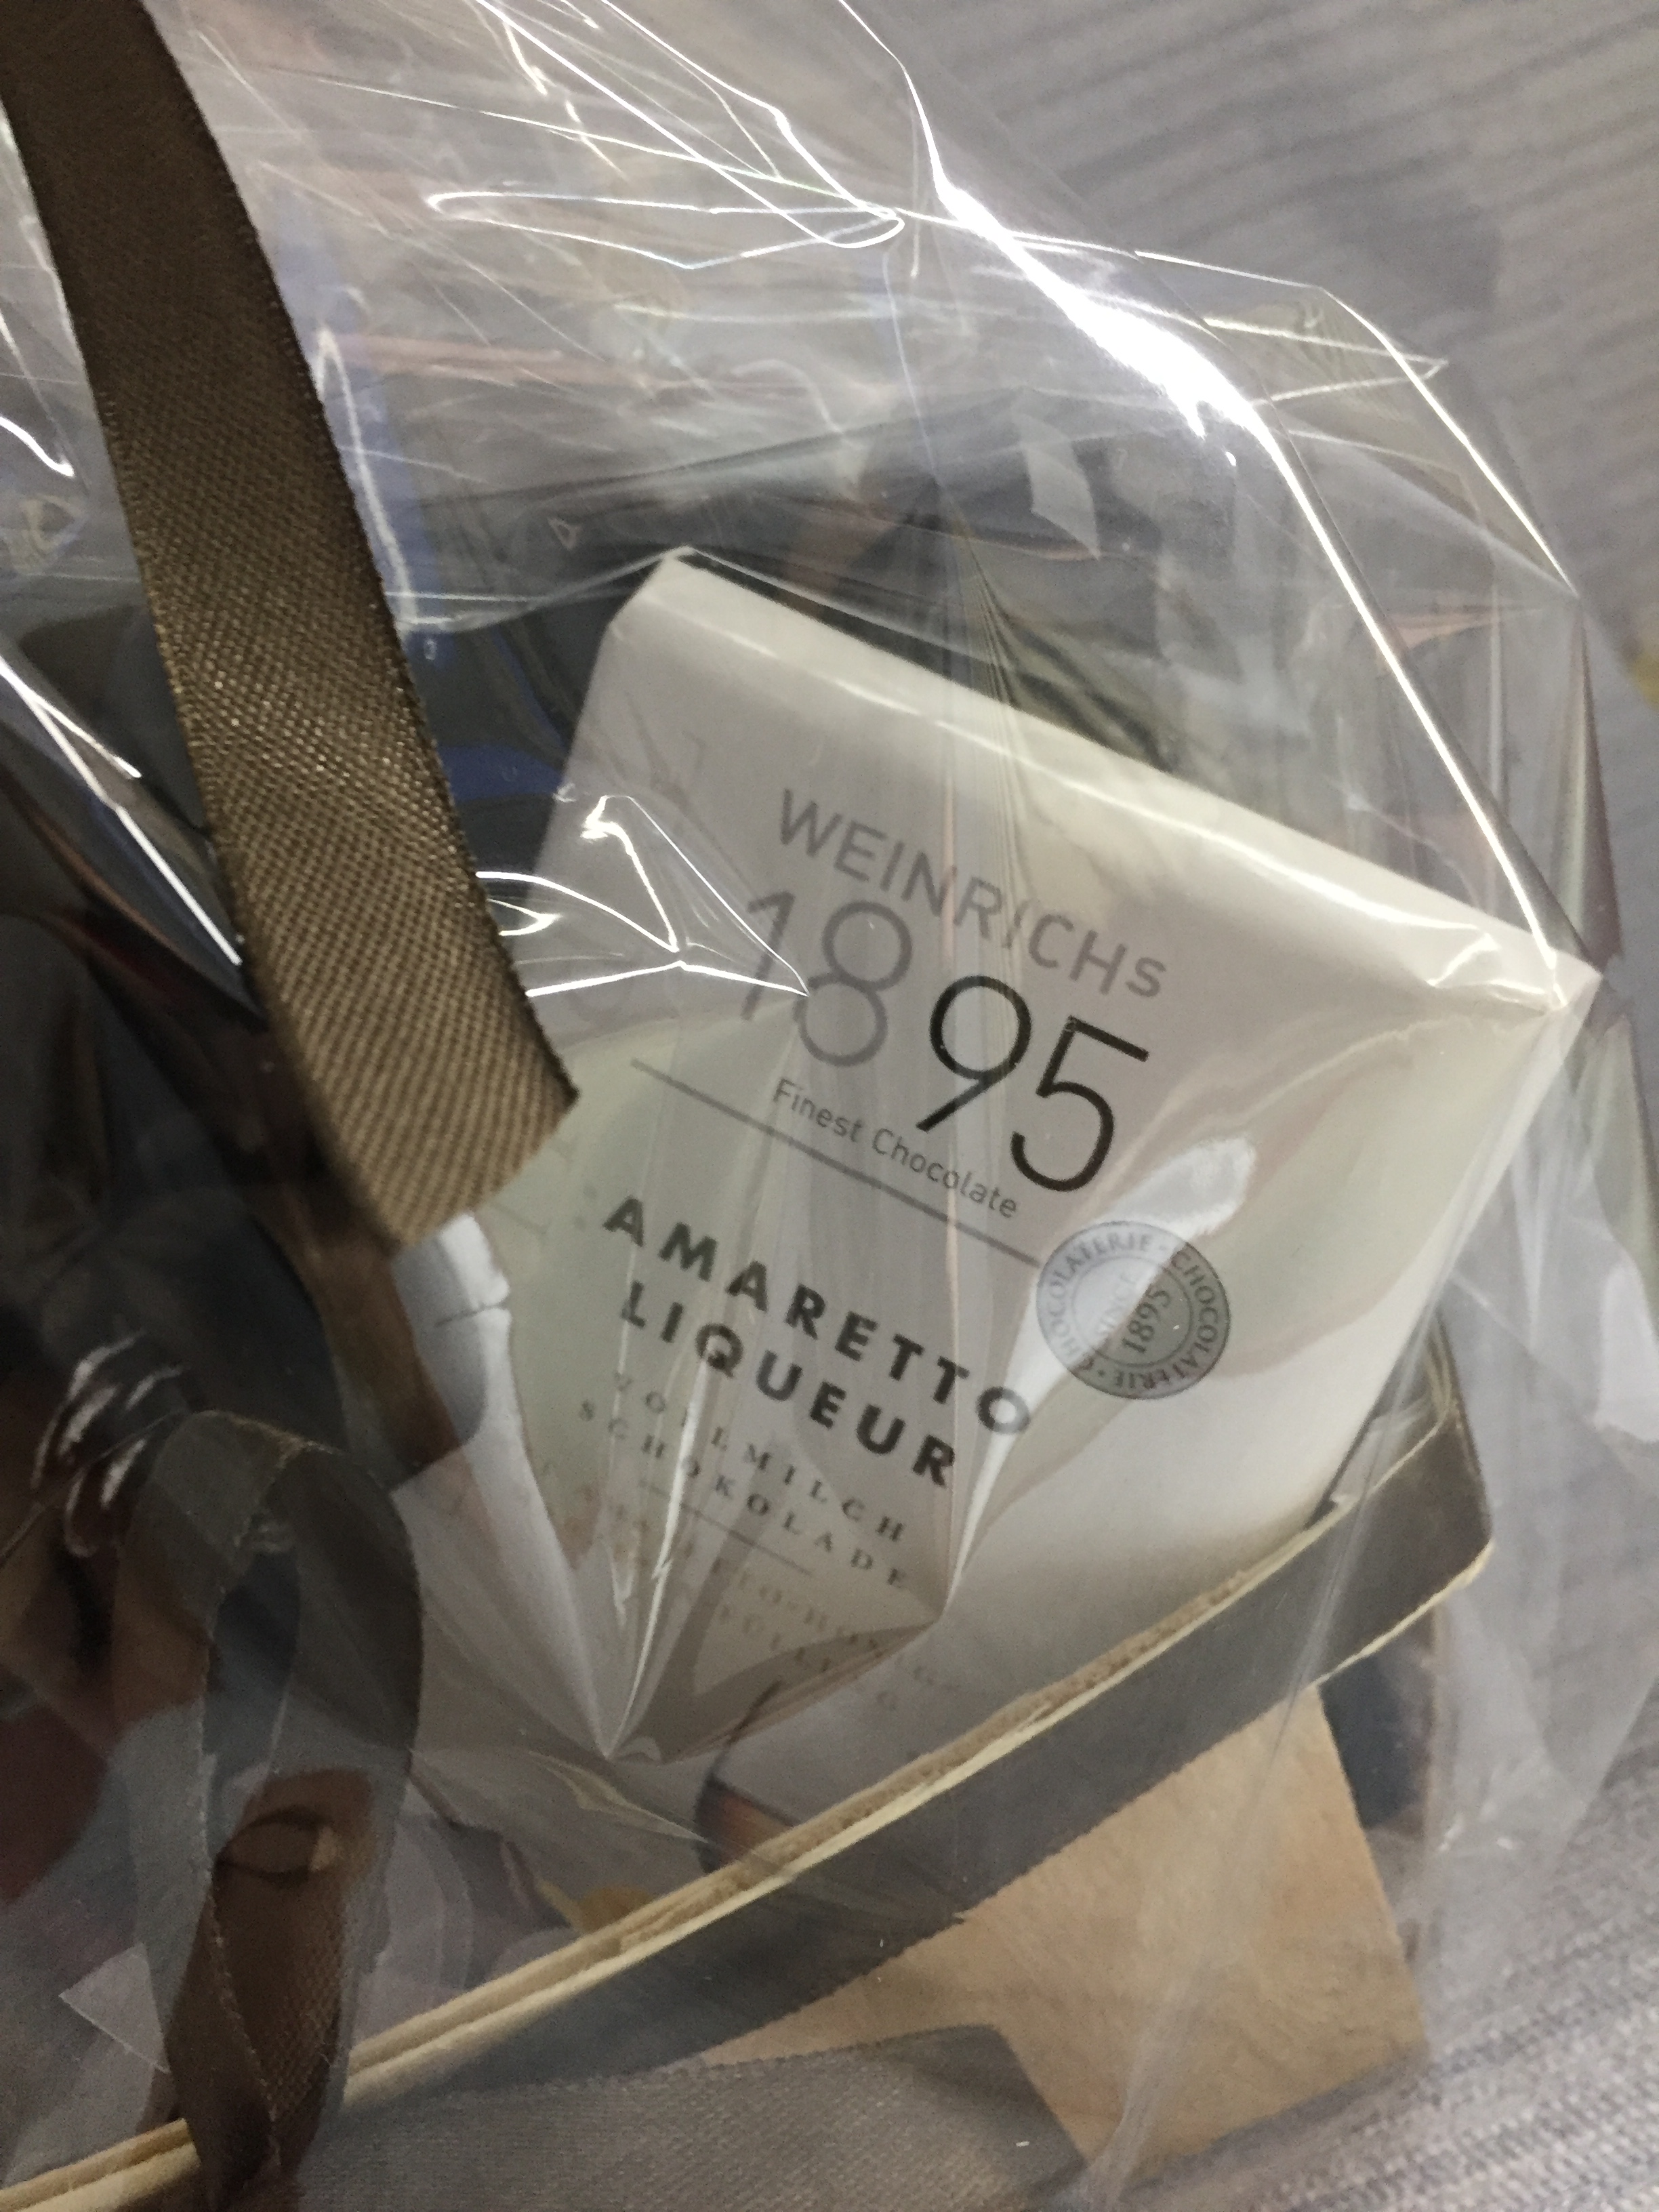 WEINRICHS
1895
Finest Chocolate
CHOCOLATERIE · CHOCOLATERIE ·
SINCE
1895
AMARETTO
LIQUEUR
VOLLMILCH
SCHOKOLADE